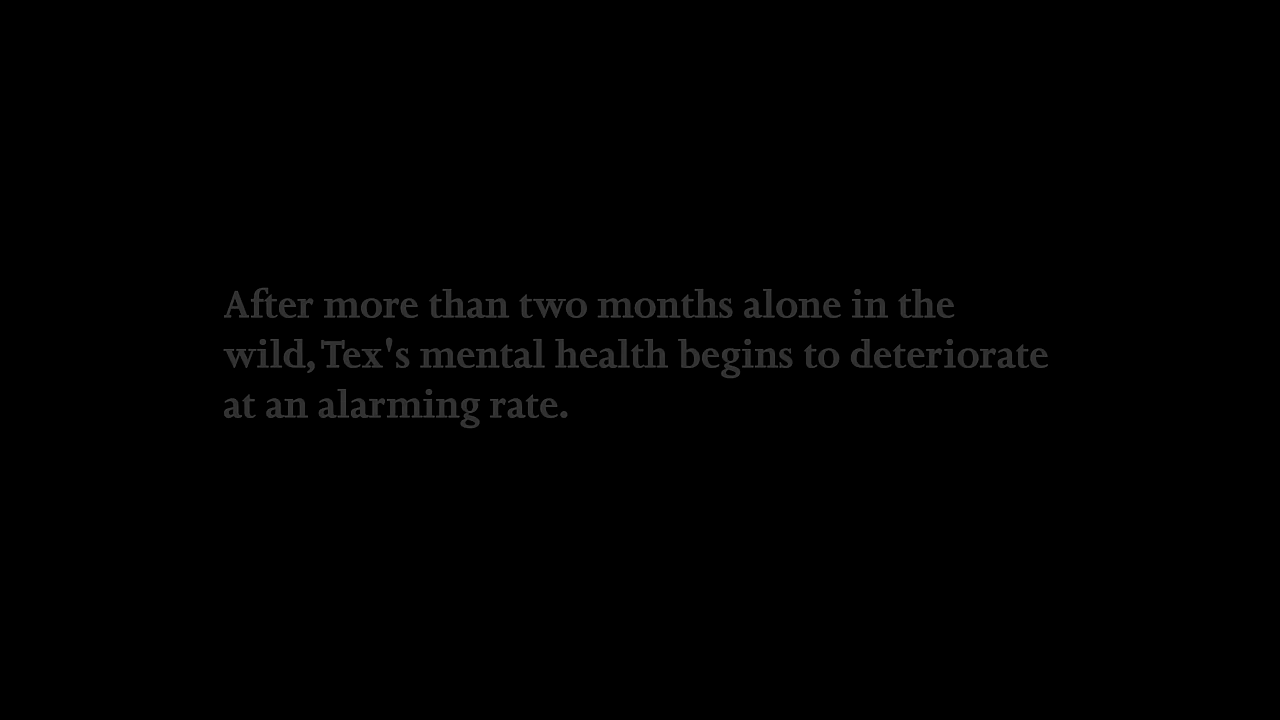 After more than two months alone in the
wild, Tex's mental health begins to deteriorate
at an alarming rate.